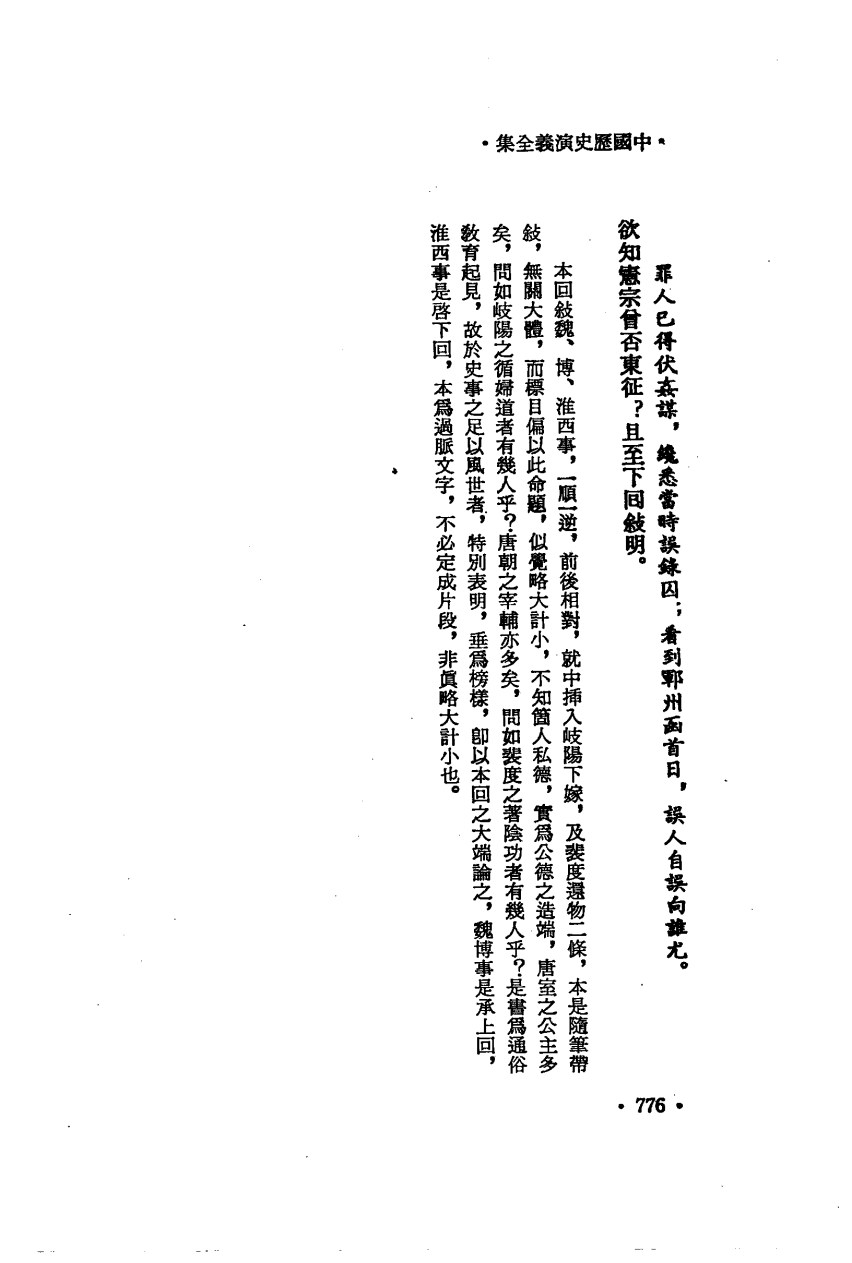 •中國歷史演義全集•
罪人已得伏姦謀，纔悉當時誤錄囚；看到鄆州函首日，誤人自誤向誰尤。
欲知憲宗曾否東征？且至下回敍明。
本回敍魏、博、淮西事，一順一逆，前後相對，就中挿入岐陽下嫁，及裴度還物二條，本是隨筆帶
敍，無關大體，而標目偏以此命題，似覺略大計小，不知箇人私德，實爲公德之造端，唐室之公主多
矣，問如岐陽之循婦道者有幾人乎？唐朝之宰輔亦多矣，問如裴度之著陰功者有幾人乎？是書爲通俗
敎育起見，故於史事之足以風世者，特別表明，垂爲榜樣，卽以本回之大端論之，魏博事是承上回，
淮西事是啓下回，本爲過脈文字，不必定成片段，非眞略大計小也。
•776•